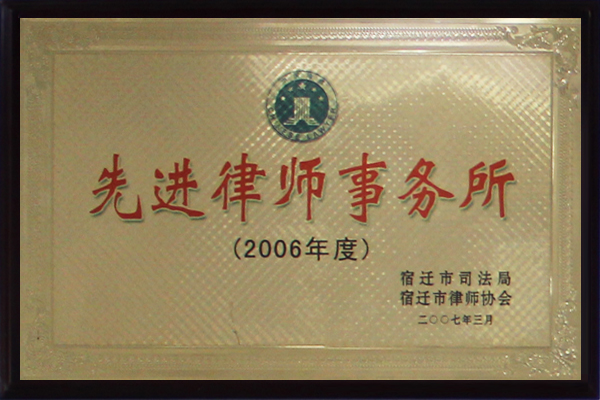 先进律师事务所
(2006年度)
宿迁市司法局
宿迁市律师协会
二〇〇七年三月